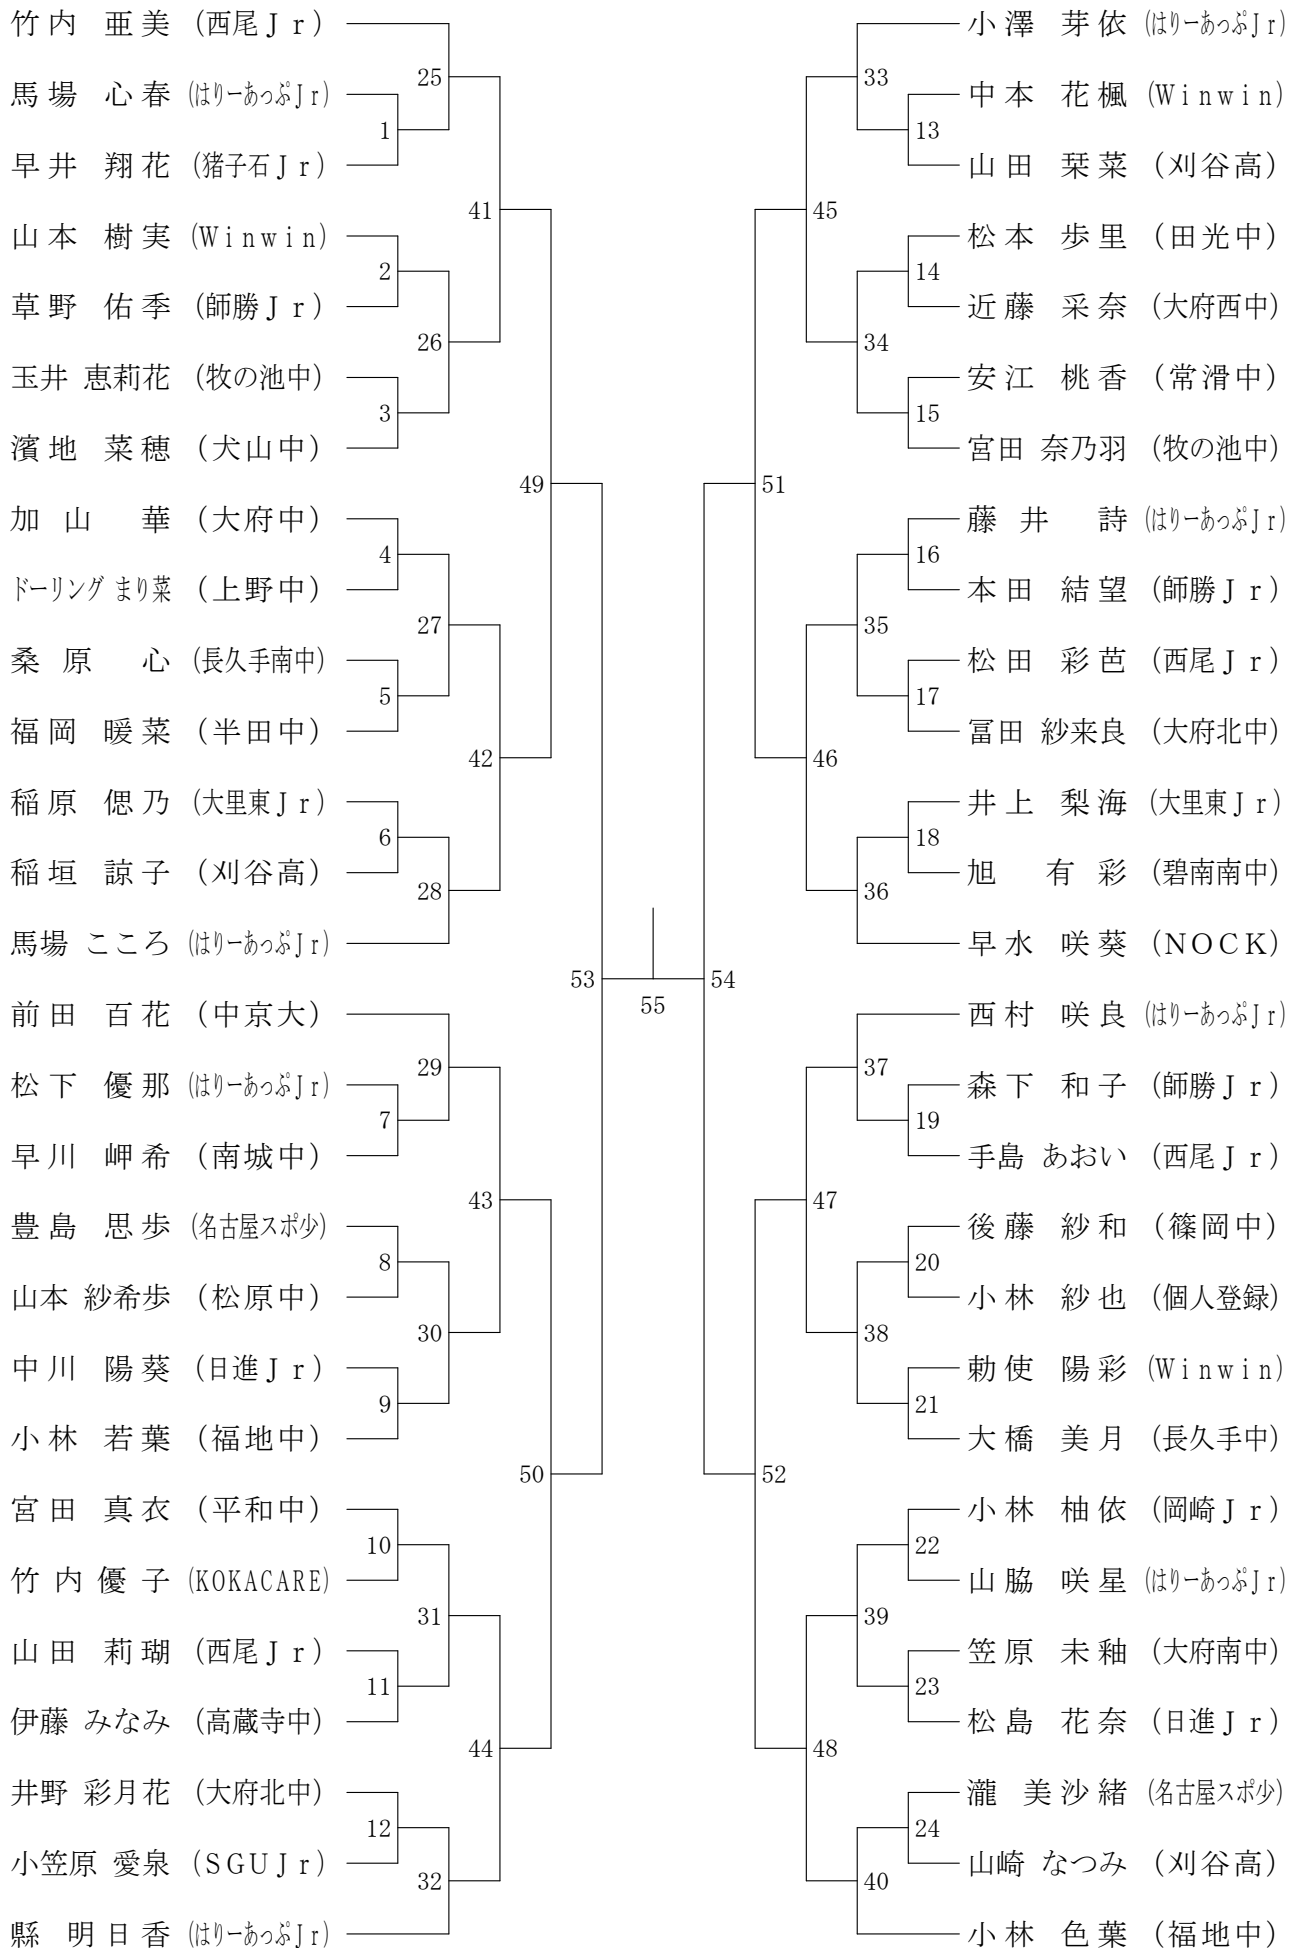 竹内 亜美 (西尾Jr)
馬場 心春 (はりーあっぷJr)
早井 翔花 (猪子石Jr)
山本 樹実 (Winwin)
草野 佑季 (師勝Jr)
玉井 恵莉花 (牧の池中)
濱地 菜穂 (犬山中)
加山 華 (大府中)
ドーリング まり菜 (上野中)
桑原 心 (長久手南中)
福岡 暖菜 (半田中)
稲原 偲乃 (大里東Jr)
稲垣 諒子 (刈谷高)
馬場 こころ (はりーあっぷJr)
前田 百花 (中京大)
松下 優那 (はりーあっぷJr)
早川 岬希 (南城中)
豊島 思歩 (名古屋スポ少)
山本 紗希歩 (松原中)
中川 陽葵 (日進Jr)
小林 若葉 (福地中)
宮田 真衣 (平和中)
竹内優子 (KOKACARE)
山田 莉瑚 (西尾Jr)
伊藤 みなみ (高蔵寺中)
井野 彩月花 (大府北中)
小笠原 愛泉 (SGUJr)
縣 明日香 (はりーあっぷJr)
1
2
3
4
5
6
7
8
9
10
11
12
25
26
27
28
29
30
31
32
41
42
43
44
49
50
53
55
54
51
52
45
46
47
48
33
34
35
36
37
38
39
40
13
14
15
16
17
18
19
20
21
22
23
24
小澤 芽依 (はりーあっぷJr)
中本 花楓 (Winwin)
山田 栞菜 (刈谷高)
松本 歩里 (田光中)
近藤 采奈 (大府西中)
安江 桃香 (常滑中)
宮田 奈乃羽 (牧の池中)
藤井 詩 (はりーあっぷJr)
本田 結望 (師勝Jr)
松田 彩芭 (西尾Jr)
冨田 紗来良 (大府北中)
井上 梨海 (大里東Jr)
旭 有彩 (碧南南中)
早水 咲葵 (NOCK)
西村 咲良 (はりーあっぷJr)
森下 和子 (師勝Jr)
手島 あおい (西尾Jr)
後藤 紗和 (篠岡中)
小林 紗也 (個人登録)
勅使 陽彩 (Winwin)
大橋 美月 (長久手中)
小林 柚依 (岡崎Jr)
山脇 咲星 (はりーあっぷJr)
笠原 未釉 (大府南中)
松島 花奈 (日進Jr)
瀧 美沙緒 (名古屋スポ少)
山崎 なつみ (刈谷高)
小林 色葉 (福地中)